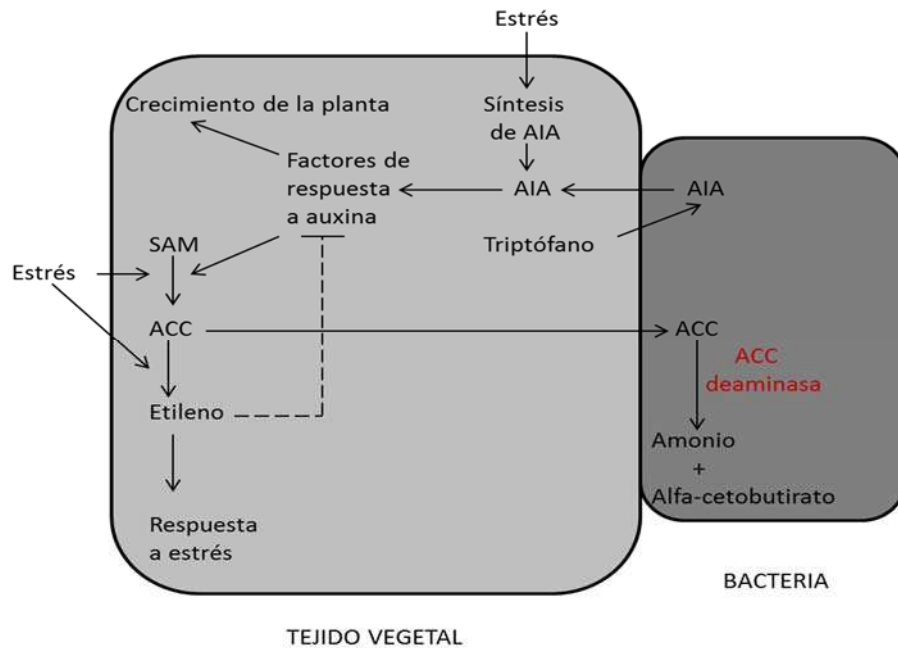 Estrés
Crecimiento de la planta
Síntesis
de AIA
Factores de
respuesta
a auxina
AIA
AIA
Triptófano
SAM
Estrés
ACC
ACC
ACC
deaminasa
Etileno
Amonio
+
Alfa-cetobutirato
Respuesta
a estrés
BACTERIA
TEJIDO VEGETAL